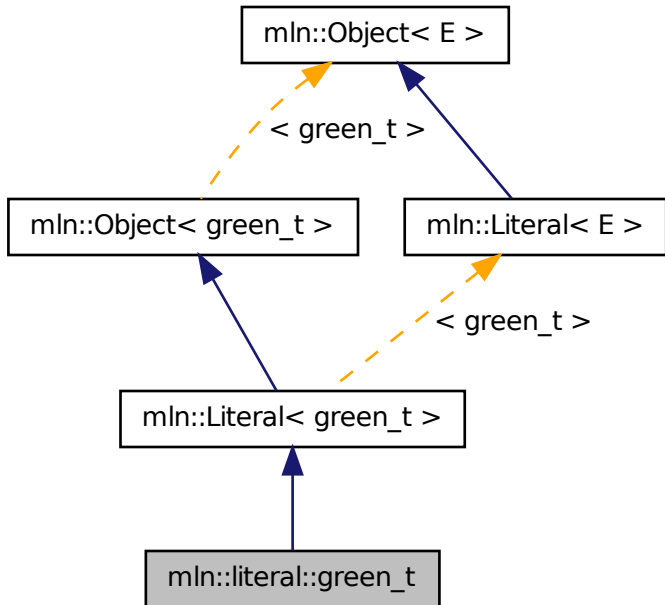 mln::Object< E >
< green_t >
mln::Object< green_t >
mln::Literal< E >
< green_t >
mln::Literal< green_t >
mln::literal::green_t